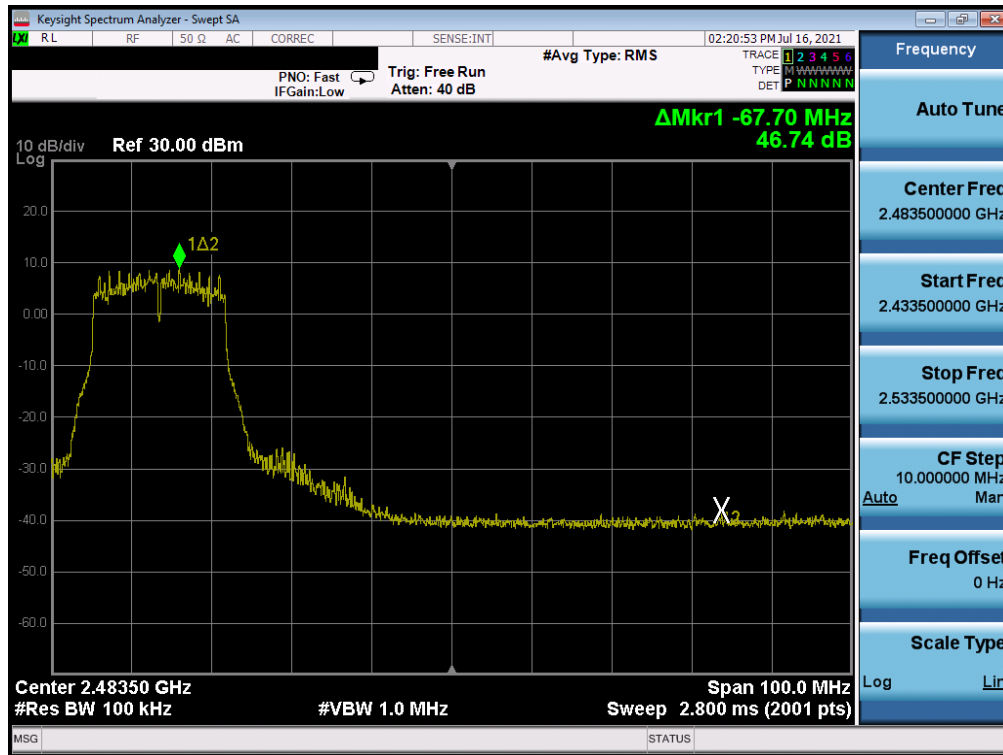 Keysight Spectrum Analyzer - Swept SA
LXI RL RF 50 Ω AC CORREC SENSE:INT 02:20:53 PM Jul 16, 2021
#Avg Type: RMS TRACE 1 2 3 4 5 6
PNO: Fast Trig: Free Run TYPE M WWWWW
IFGain:Low Atten: 40 dB DET P N N N N N
ΔMkr1 -67.70 MHz
46.74 dB
10 dB/div Ref 30.00 dBm
Log
20.0
1Δ2
10.0
0.00
-10.0
-20.0
-30.0
-40.0
X2
-50.0
-60.0
Center 2.48350 GHz Span 100.0 MHz
#Res BW 100 kHz #VBW 1.0 MHz Sweep 2.800 ms (2001 pts)
MSG STATUS
Frequency
Auto Tune
Center Freq
2.483500000 GHz
Start Freq
2.433500000 GHz
Stop Freq
2.533500000 GHz
CF Step
10.000000 MHz
Auto Man
Freq Offset
0 Hz
Scale Type
Log Lin